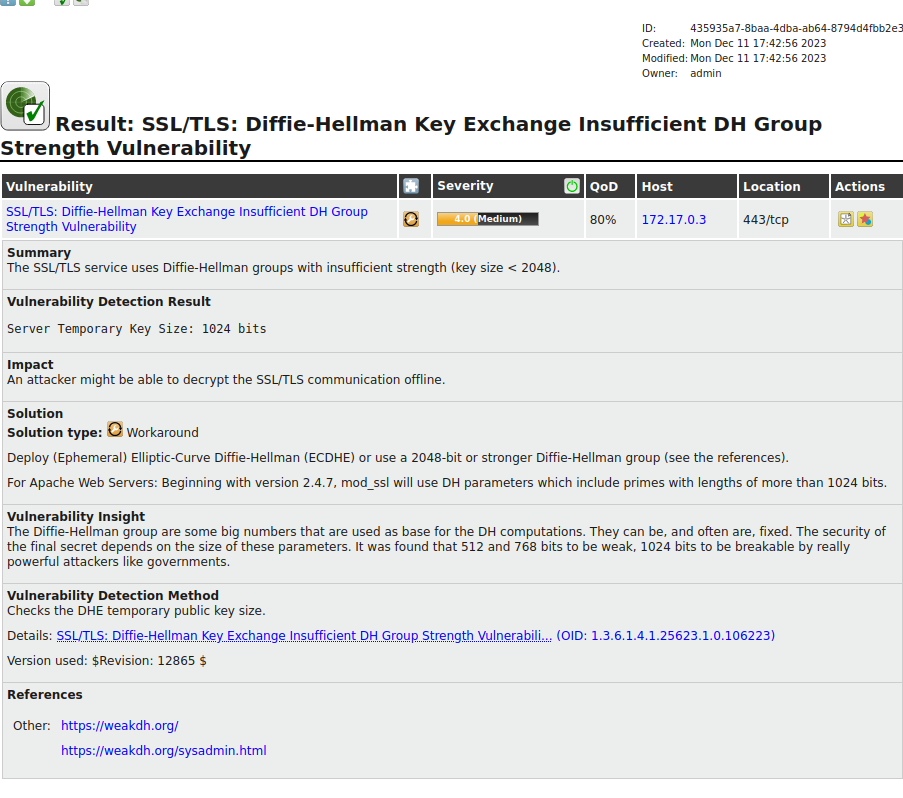 ID: 435935a7-8baa-4dba-ab64-8794d4fbb2e3
Created: Mon Dec 11 17:42:56 2023
Modified: Mon Dec 11 17:42:56 2023
Owner: admin
Result: SSL/TLS: Diffie-Hellman Key Exchange Insufficient DH Group
Strength Vulnerability
Vulnerability Severity QoD Host Location Actions
SSL/TLS: Diffie-Hellman Key Exchange Insufficient DH Group
Strength Vulnerability
4.0 (Medium) 80% 172.17.0.3 443/tcp
Summary
The SSL/TLS service uses Diffie-Hellman groups with insufficient strength (key size < 2048).
Vulnerability Detection Result
Server Temporary Key Size: 1024 bits
Impact
An attacker might be able to decrypt the SSL/TLS communication offline.
Solution
Solution type: Workaround
Deploy (Ephemeral) Elliptic-Curve Diffie-Hellman (ECDHE) or use a 2048-bit or stronger Diffie-Hellman group (see the references).
For Apache Web Servers: Beginning with version 2.4.7, mod_ssl will use DH parameters which include primes with lengths of more than 1024 bits.
Vulnerability Insight
The Diffie-Hellman group are some big numbers that are used as base for the DH computations. They can be, and often are, fixed. The security of
the final secret depends on the size of these parameters. It was found that 512 and 768 bits to be weak, 1024 bits to be breakable by really
powerful attackers like governments.
Vulnerability Detection Method
Checks the DHE temporary public key size.
Details: SSL/TLS: Diffie-Hellman Key Exchange Insufficient DH Group Strength Vulnerabili... (OID: 1.3.6.1.4.1.25623.1.0.106223)
Version used: $Revision: 12865 $
References
Other: https://weakdh.org/
https://weakdh.org/sysadmin.html